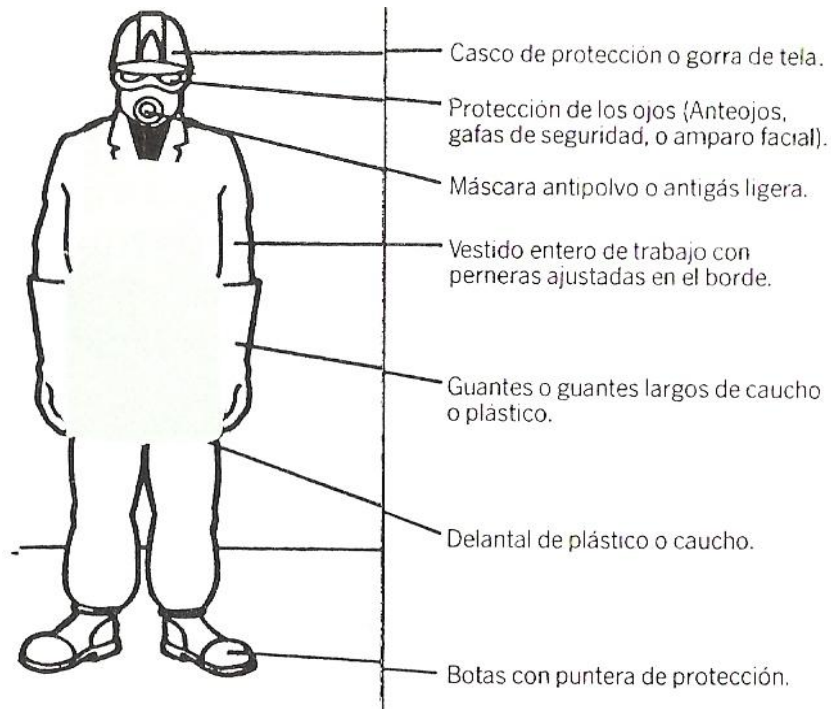 Casco de protección o gorra de tela.
Protección de los ojos (Anteojos,
gafas de seguridad, o amparo facial).
Máscara antipolvo o antigás ligera.
Vestido entero de trabajo con
perneras ajustadas en el borde.
Guantes o guantes largos de caucho
o plástico.
Delantal de plástico o caucho.
Botas con puntera de protección.